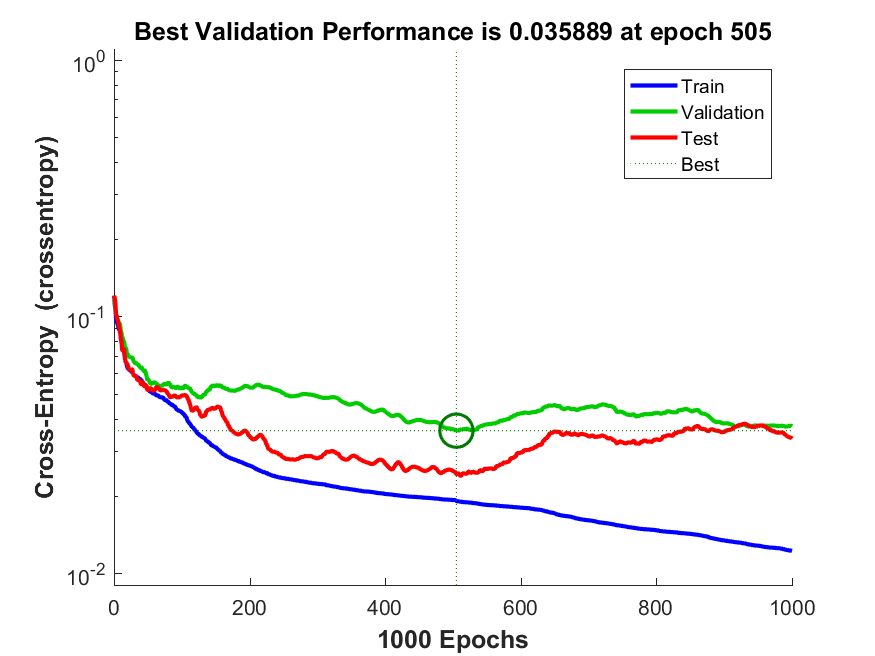 Best Validation Performance is 0.035889 at epoch 505
Cross-Entropy (crossentropy)
10^0
10^-1
10^-2
Train
Validation
Test
Best
0 200 400 600 800 1000
1000 Epochs